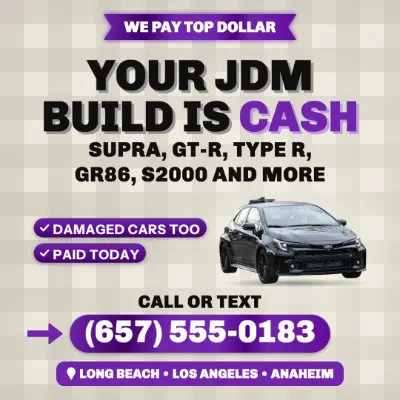 WE PAY TOP DOLLAR
YOUR JDM
BUILD IS CASH
SUPRA, GT-R, TYPE R,
GR86, S2000 AND MORE
DAMAGED CARS TOO
PAID TODAY
CALL OR TEXT
(657) 555-0183
LONG BEACH • LOS ANGELES • ANAHEIM